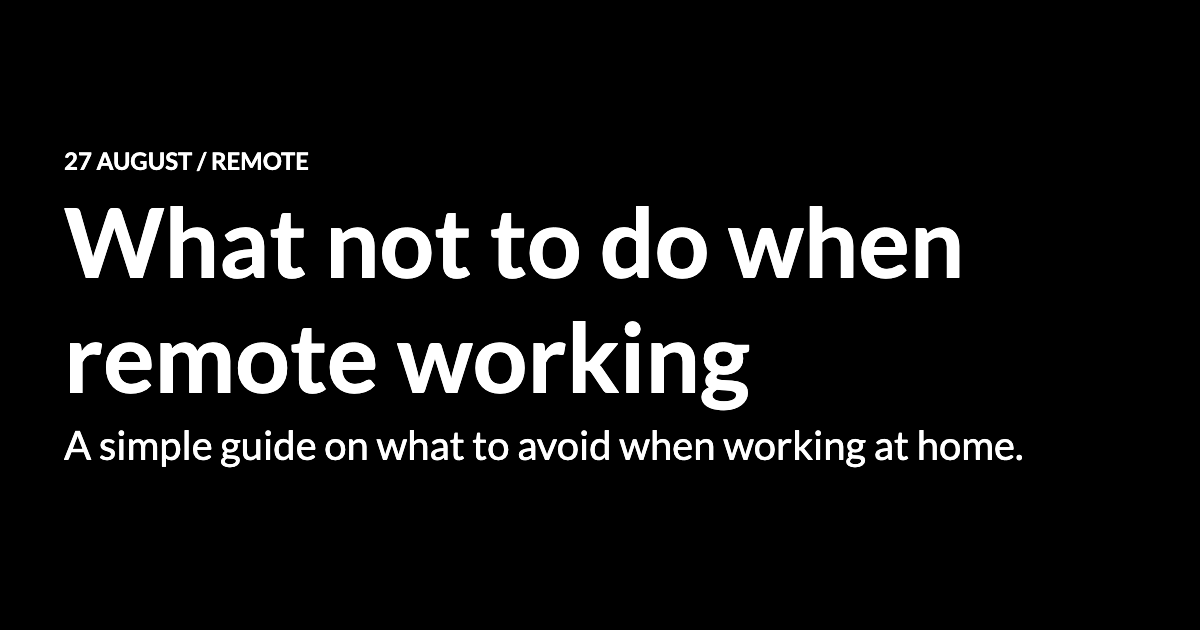 27 AUGUST / REMOTE
What not to do when
remote working
A simple guide on what to avoid when working at home.